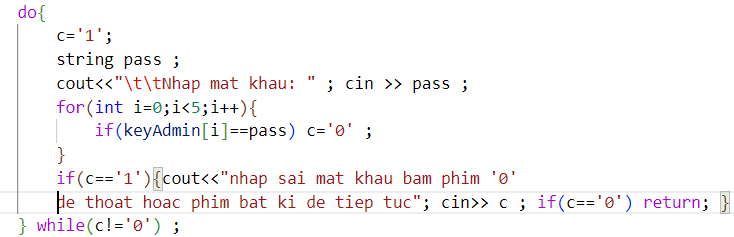 do{
    c='1';
    string pass ;
    cout<<"\t\tNhap mat khau: " ; cin >> pass ;
    for(int i=0;i<5;i++){
        if(keyAdmin[i]==pass) c='0' ;
    }
    if(c=='1'){cout<<"nhap sai mat khau bam phim '0'
    de thoat hoac phim bat ki de tiep tuc"; cin>> c ; if(c=='0') return; }
} while(c!='0') ;